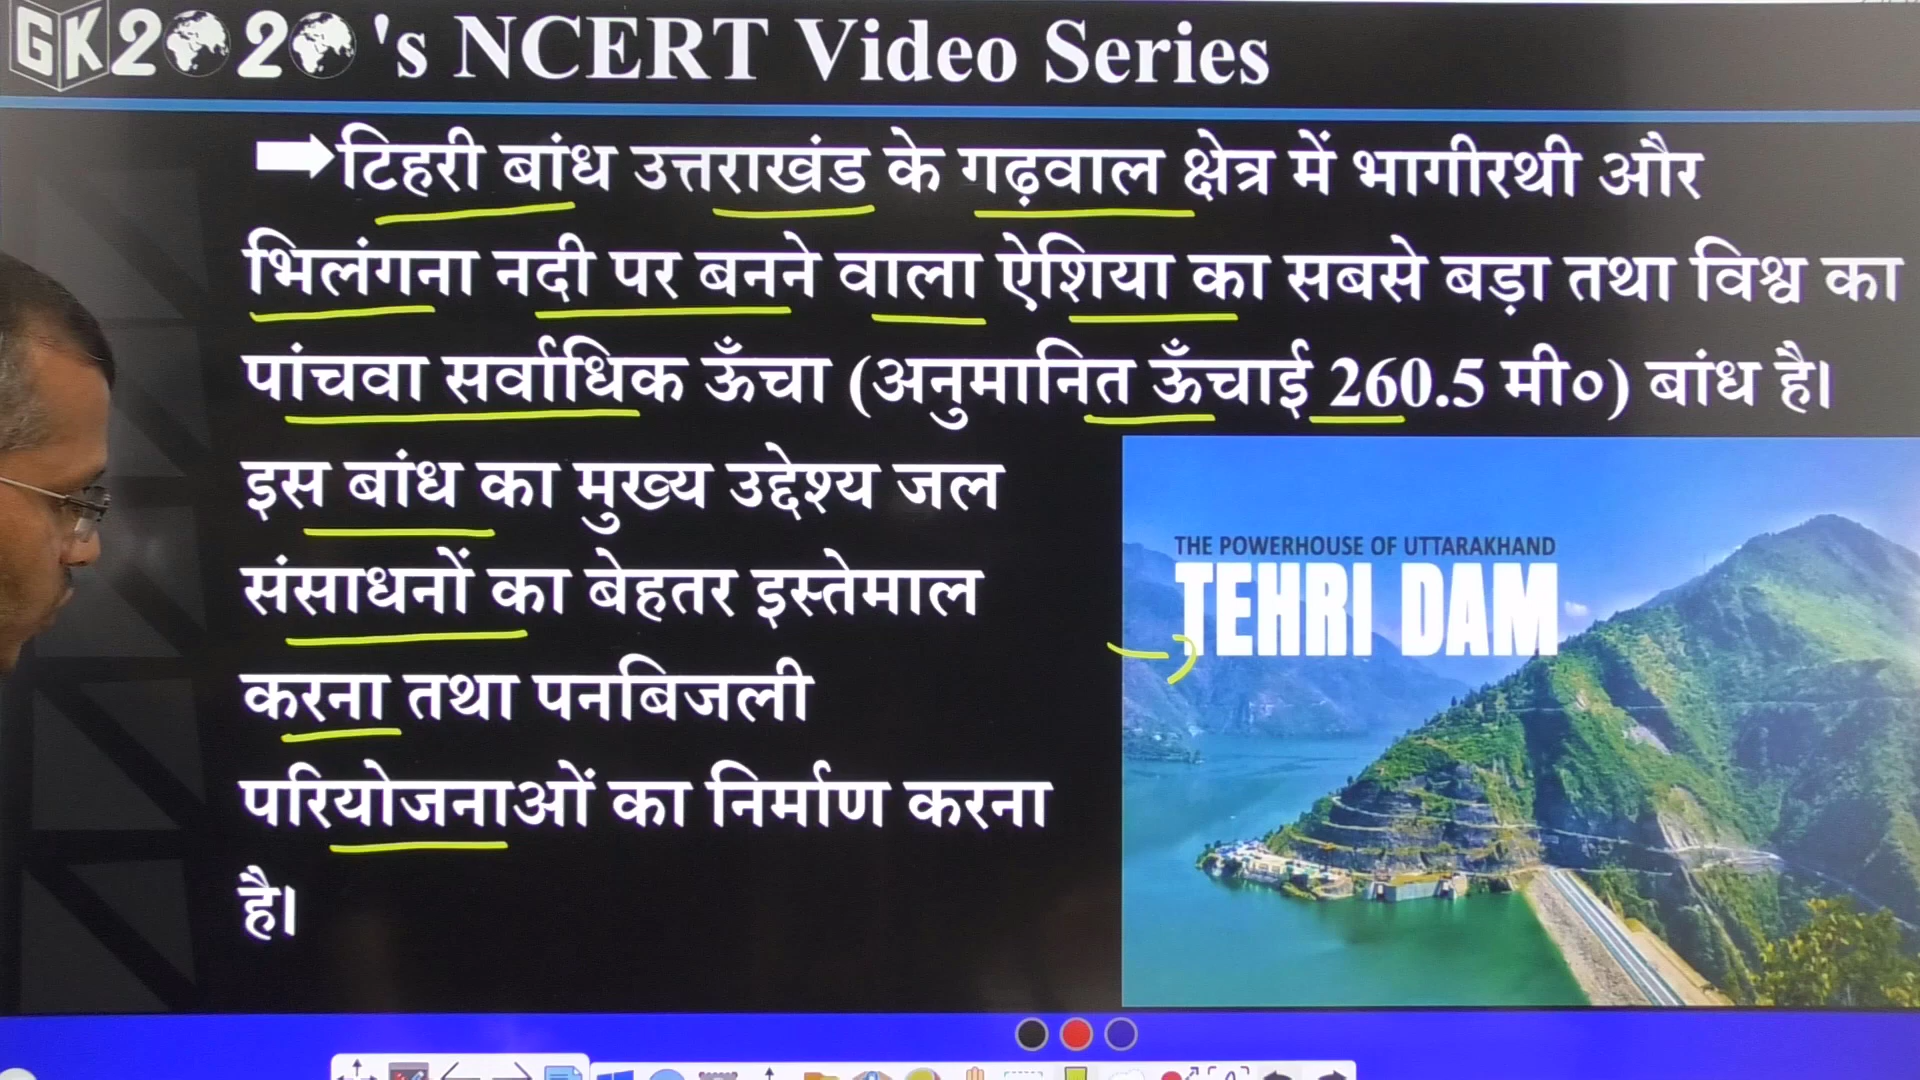 GK2020's NCERT Video Series
➡टिहरी बांध उत्तराखंड के गढ़वाल क्षेत्र में भागीरथी और
भिलंगना नदी पर बनने वाला ऐशिया का सबसे बड़ा तथा विश्व का
पांचवा सर्वाधिक ऊँचा (अनुमानित ऊँचाई 260.5 मी०) बांध है।
इस बांध का मुख्य उद्देश्य जल
संसाधनों का बेहतर इस्तेमाल
करना तथा पनबिजली
परियोजनाओं का निर्माण करना
है।
THE POWERHOUSE OF UTTARAKHAND
TEHRI DAM